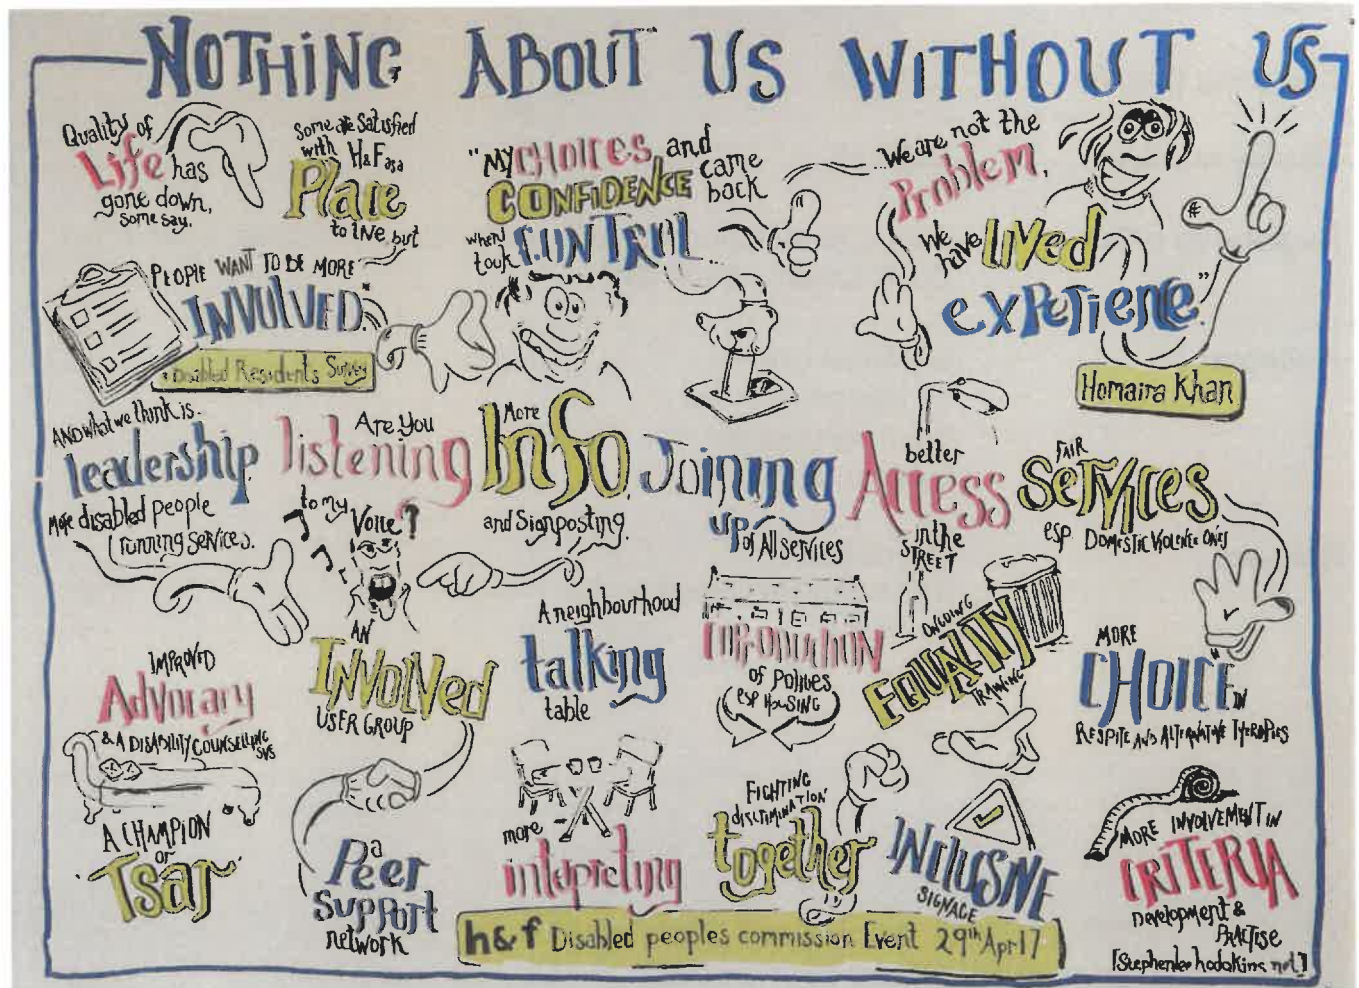 NOTHING ABOUT US WITHOUT US
Quality of
Life has
gone down,
some say.
Some are Satisfied
with H&F as a
Place
to live, but
PEOPLE WANT TO BE MORE
INVOLVED."
Disabled Residents Survey
"MY CHOICES and
CONFIDENCE came
back
when I
took CONTROL
We are not the
Problem,
We
have lived
experience."
Homaira Khan
AND what we think is..
leadership.
More disabled people
running services.
Are You
listening
to my
Voice?
More
Info
and Signposting.
Joining
up of All services
better
Access
in the
STREET
FAIR
Services
esp DOMESTIC VIOLENCE ONES
IMPROVED
Advocacy
& A DISABILITY COUNSELLING
SVS
AN
INVOLVED
USER GROUP
A neighbourhood
talking
table
COPRODUCTION
of Policies
esp HOUSING
ONGOING
EQUALITY
TRAINING
MORE
CHOICE IN
RESPITE AND ALTERNATIVE THERAPIES
A CHAMPION
or
Tsar
a
Peer
Support
network
more
interpreting
FIGHTING
DISCRIMINATION
together
INCLUSIVE
SIGNAGE
MORE INVOLVEMENT IN
CRITERIA
Development &
PRACTISE
h&f Disabled peoples commission Event 29th Apr 17